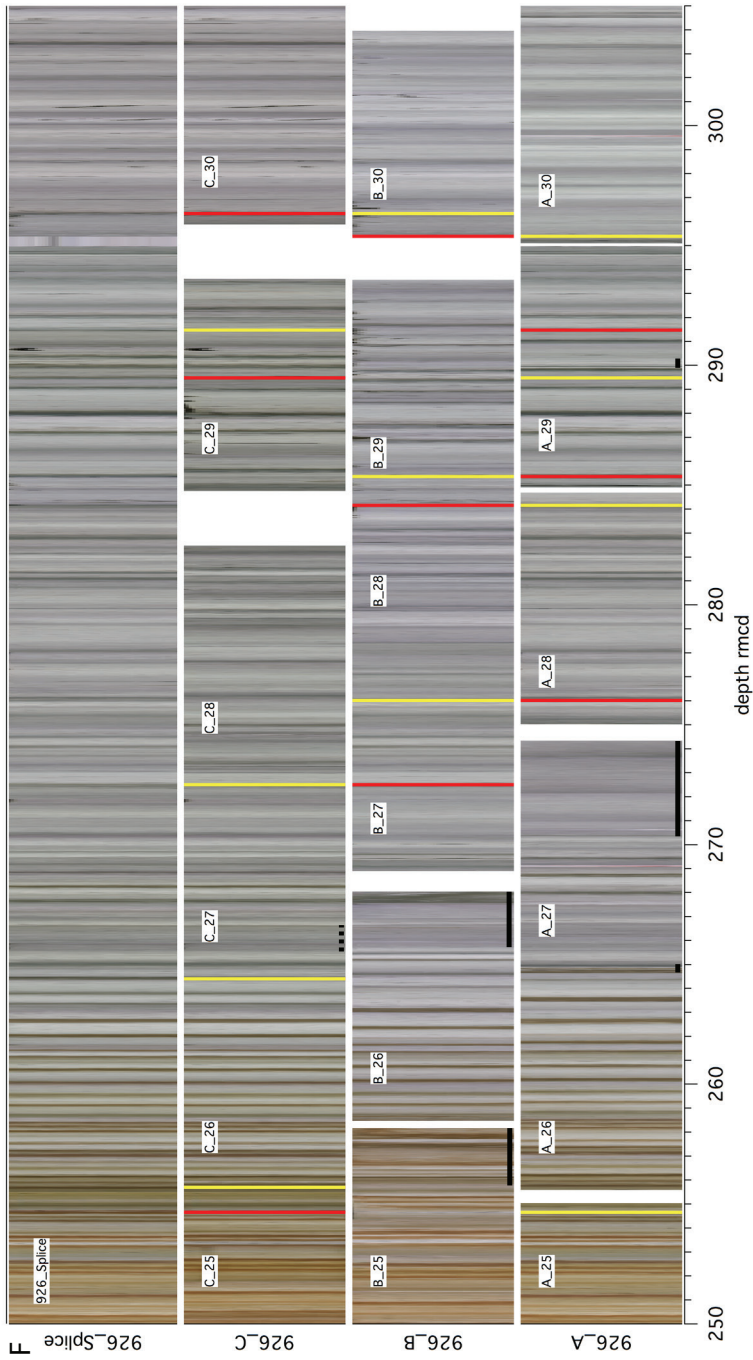 F
926_Splice
926_Splice
926_C
C_25
C_26
C_27
C_28
C_29
C_30
926_B
B_25
B_26
B_27
B_28
B_29
B_30
926_A
A_25
A_26
A_27
A_28
A_29
A_30
250
260
270
280
290
300
depth rmcd